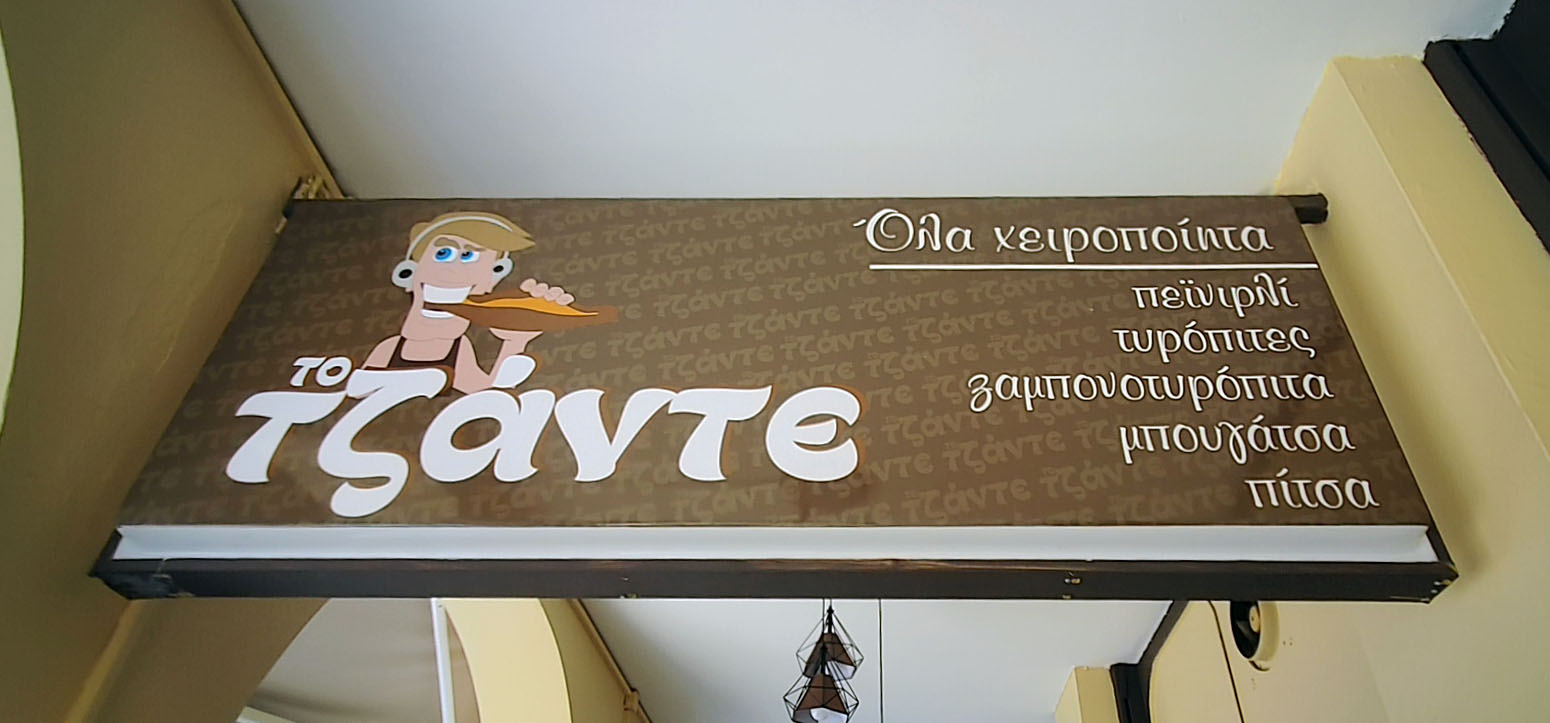 το
τζάντε
Όλα χειροποίητα
πεϊνιρλί
τυρόπιτες
ζαμπονοτυρόπιτα
μπουγάτσα
πίτσα